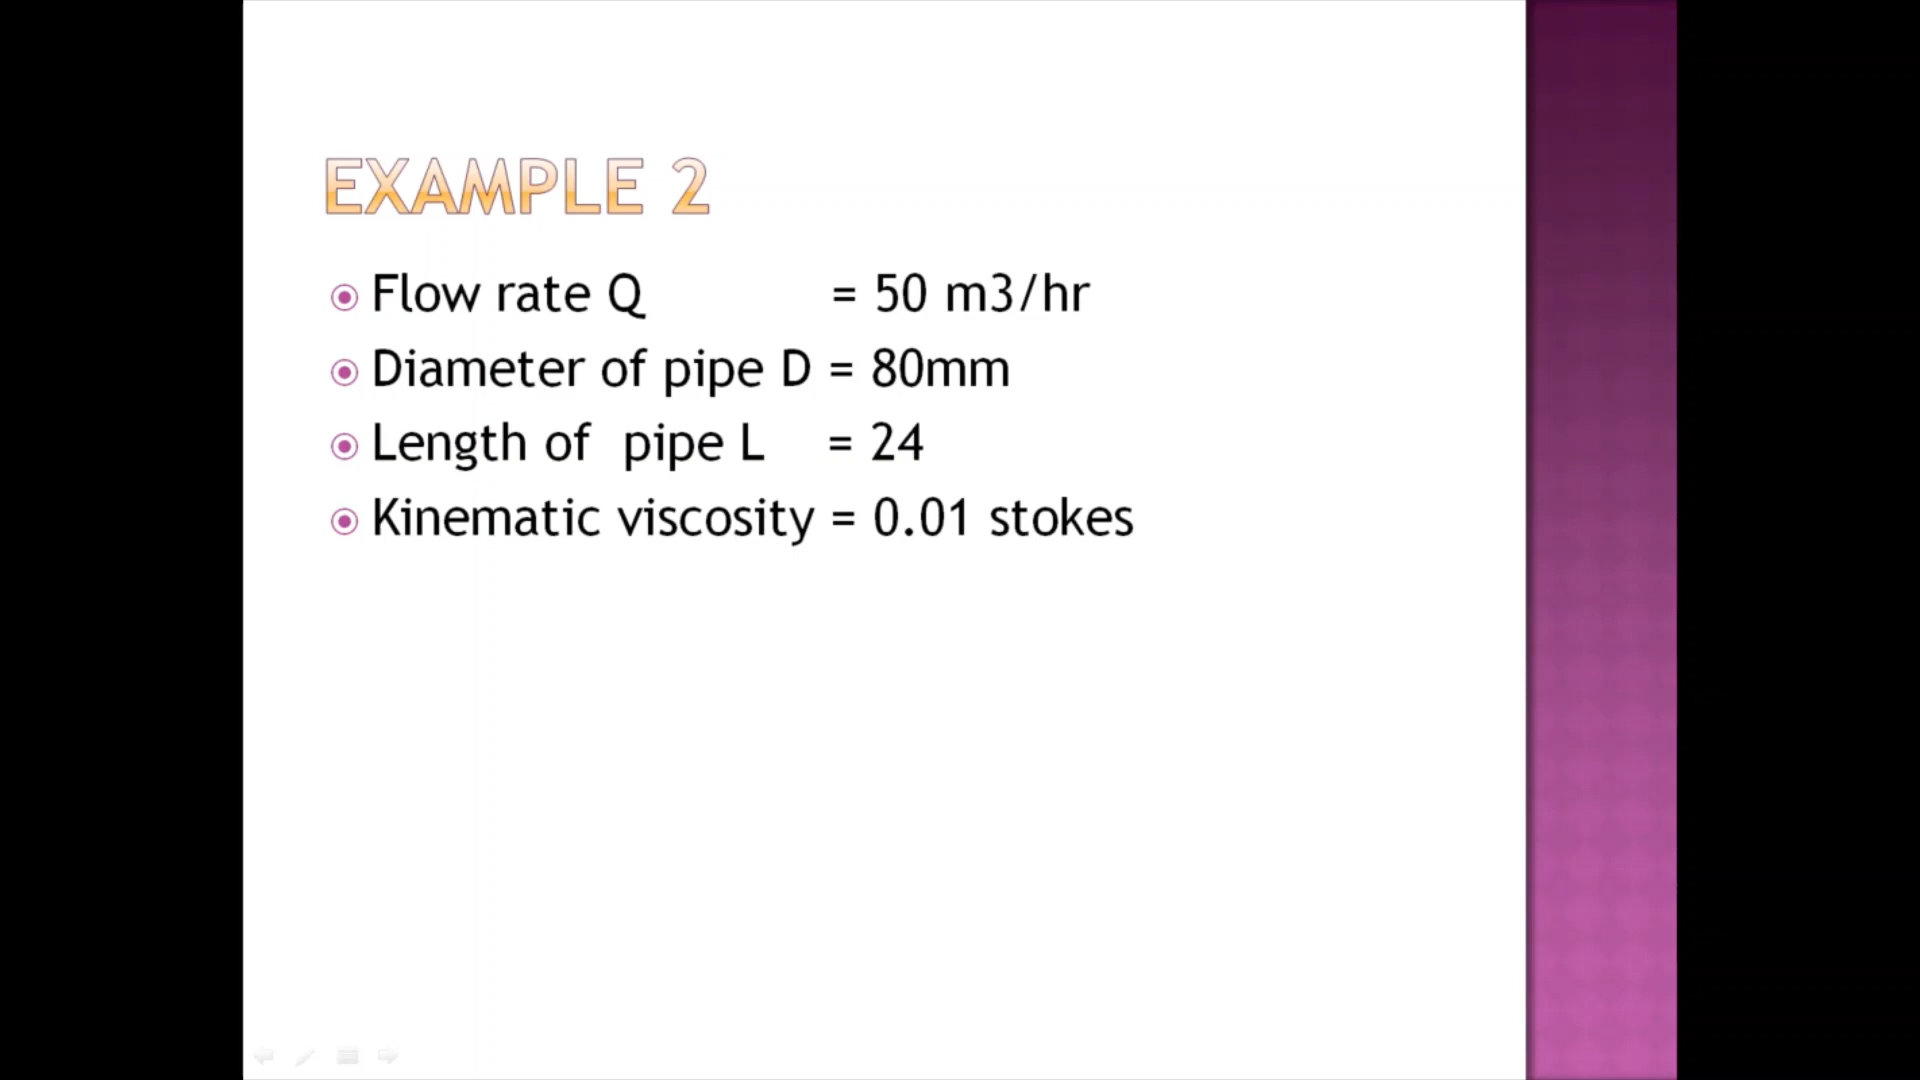 EXAMPLE 2
Flow rate Q = 50 m3/hr
Diameter of pipe D = 80mm
Length of pipe L = 24
Kinematic viscosity = 0.01 stokes